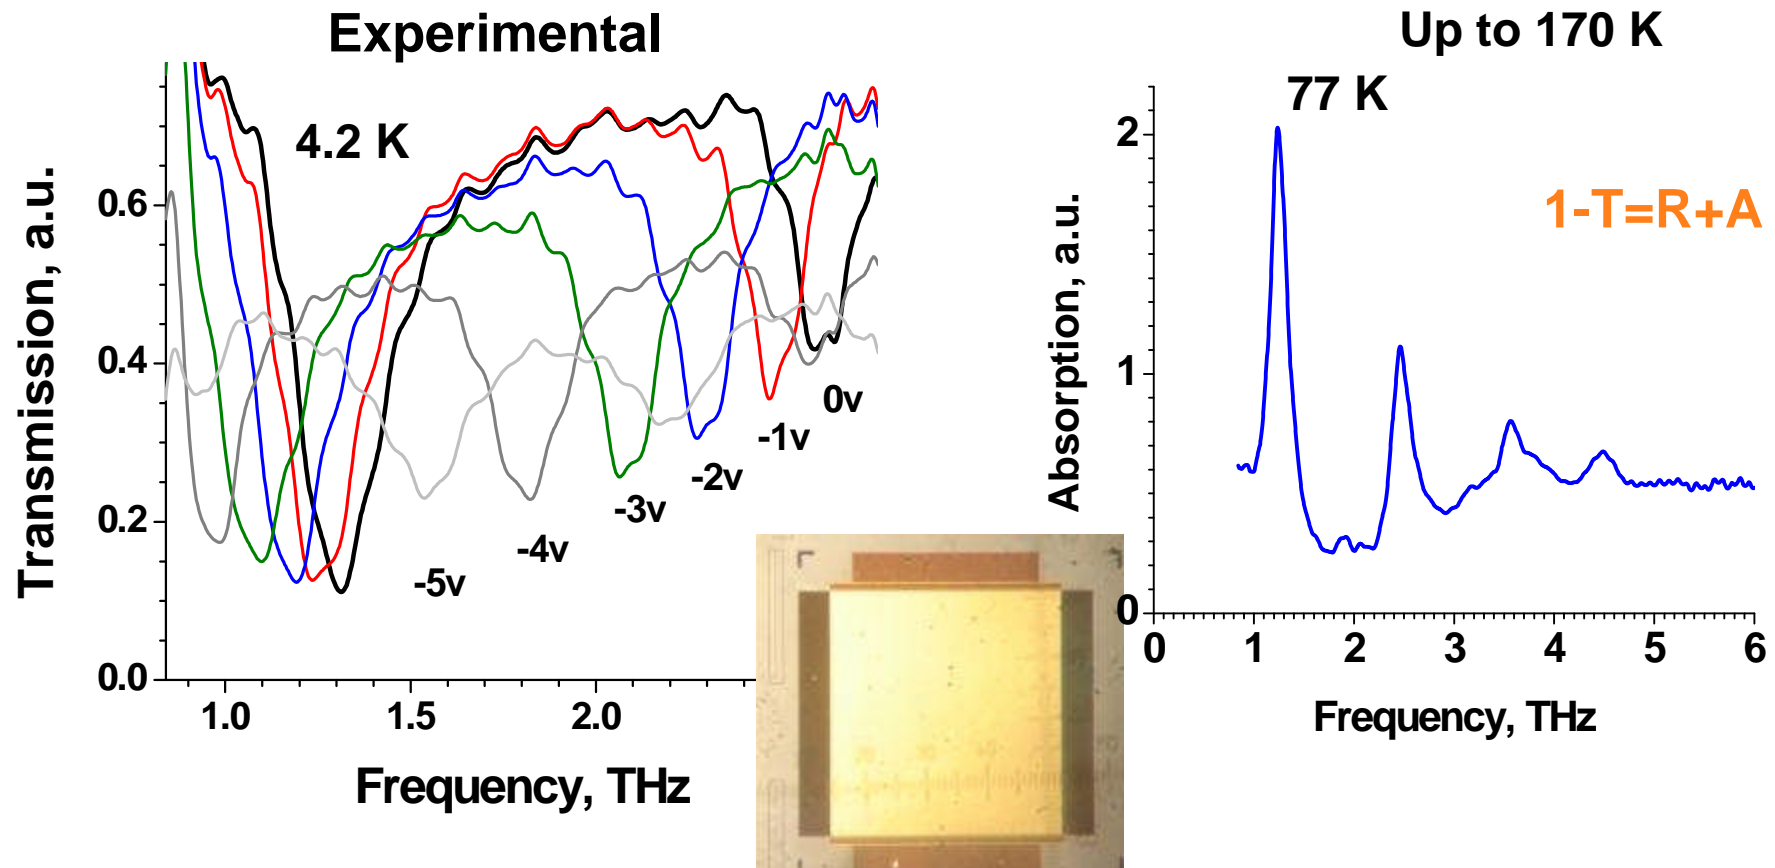 Experimental
4.2 K
Transmission, a.u.
0.6
0.4
0.2
0.0
1.0 1.5 2.0
Frequency, THz
0v
-1v
-2v
-3v
-4v
-5v
Up to 170 K
77 K
1-T=R+A
Absorption, a.u.
2
1
0
0 1 2 3 4 5 6
Frequency, THz